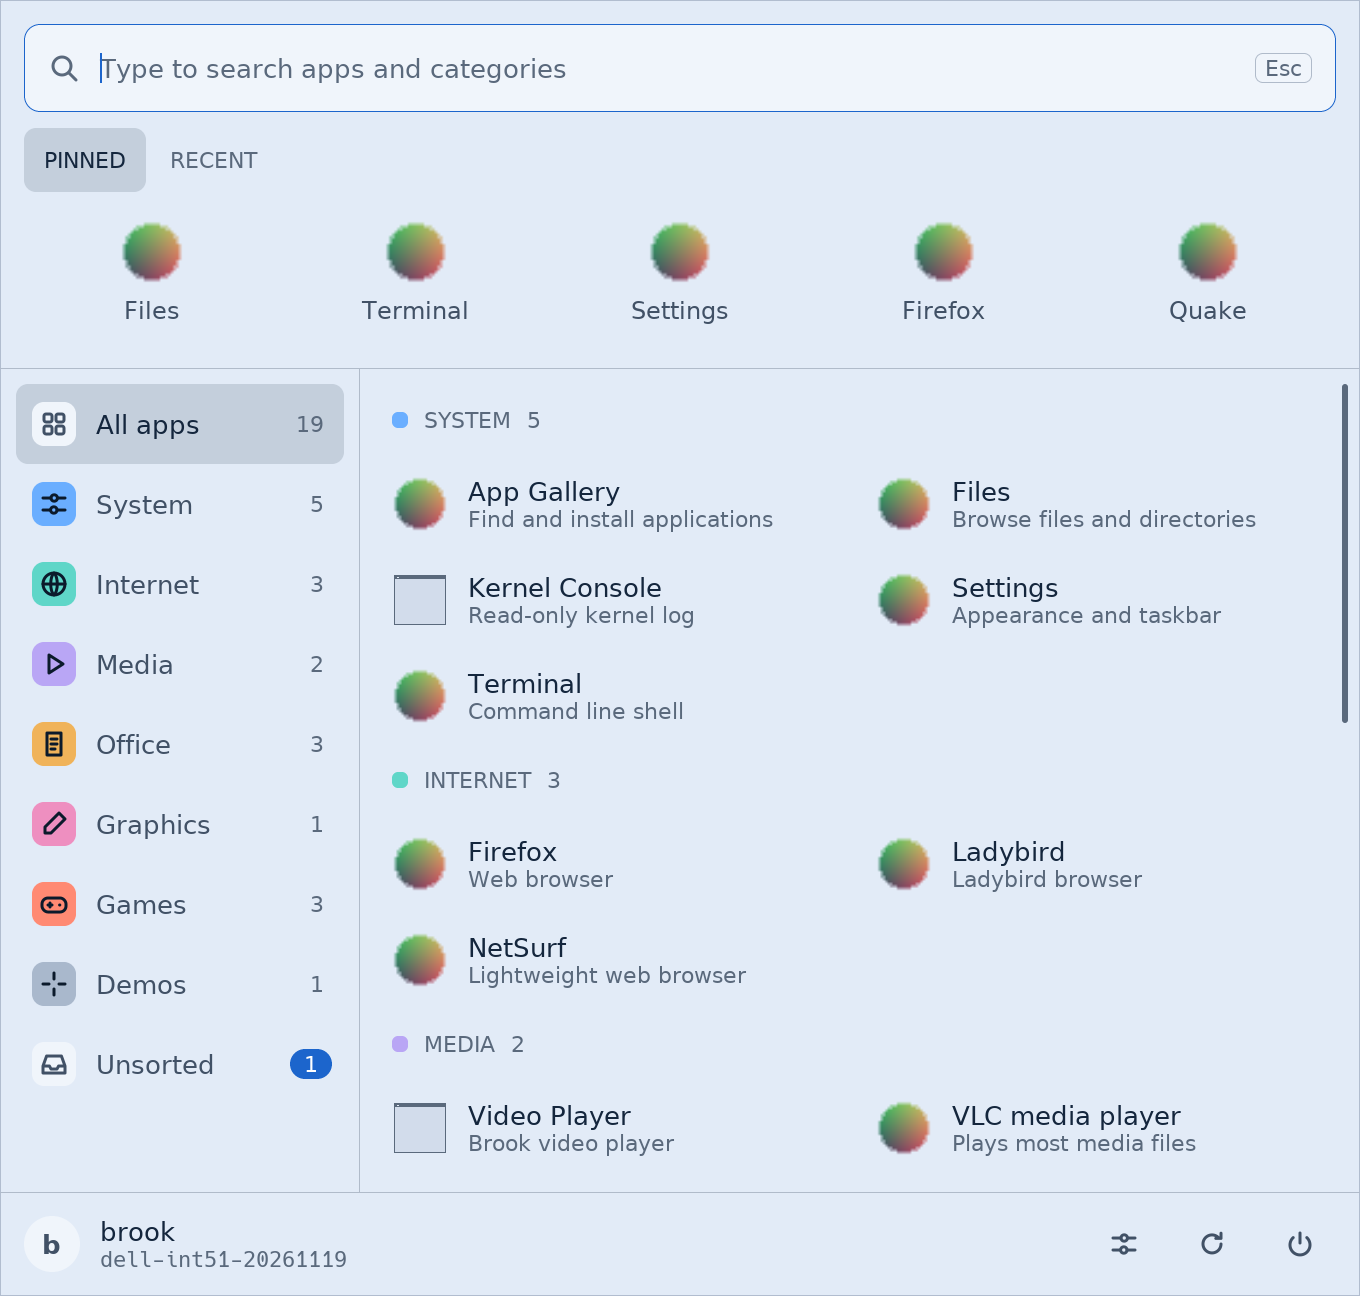 Type to search apps and categories
Esc
PINNED
RECENT
Files
Terminal
Settings
Firefox
Quake
All apps 19
System 5
Internet 3
Media 2
Office 3
Graphics 1
Games 3
Demos 1
Unsorted 1
SYSTEM 5
App Gallery
Find and install applications
Files
Browse files and directories
Kernel Console
Read-only kernel log
Settings
Appearance and taskbar
Terminal
Command line shell
INTERNET 3
Firefox
Web browser
Ladybird
Ladybird browser
NetSurf
Lightweight web browser
MEDIA 2
Video Player
Brook video player
VLC media player
Plays most media files
b
brook
dell-int51-20261119